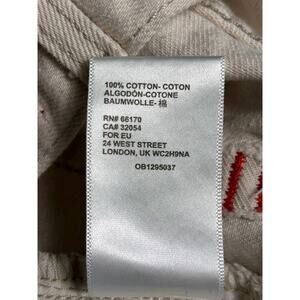 100% COTTON- COTON
ALGODÓN-COTONE
BAUMWOLLE- 棉
RN# 66170
CA# 32054
FOR EU
24 WEST STREET
LONDON, UK WC2H9NA
OB1295037